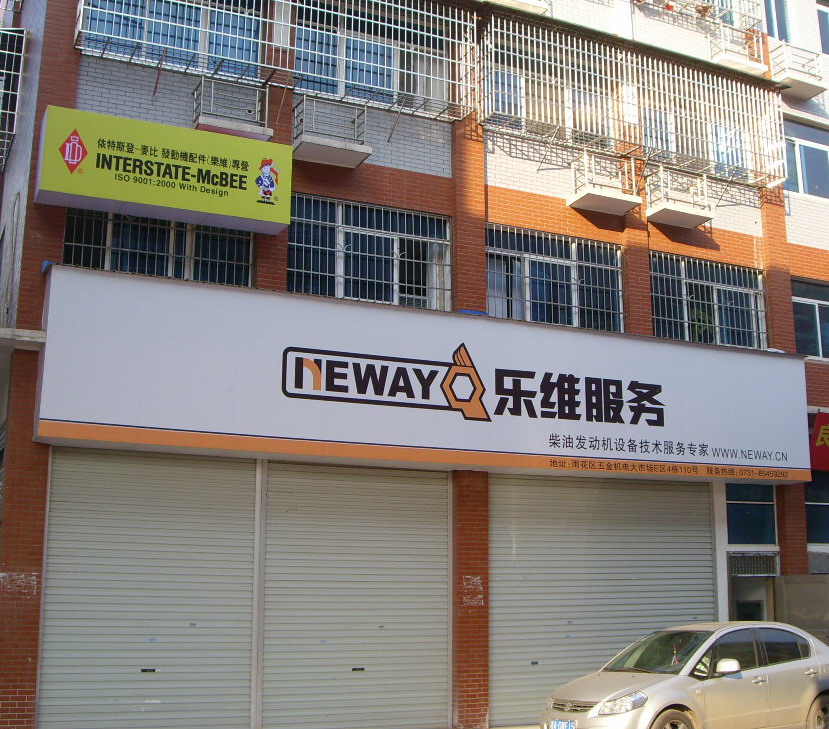 依特斯登-麥比 發動機配件(樂維)專營
INTERSTATE-McBEE
ISO 9001:2000 With Design
NEWAY 乐维服务
柴油发动机设备技术服务专家 WWW.NEWAY.CN
地址:雨花区五金机电大市场E区4栋110号 服务热线:0731-85459292
良